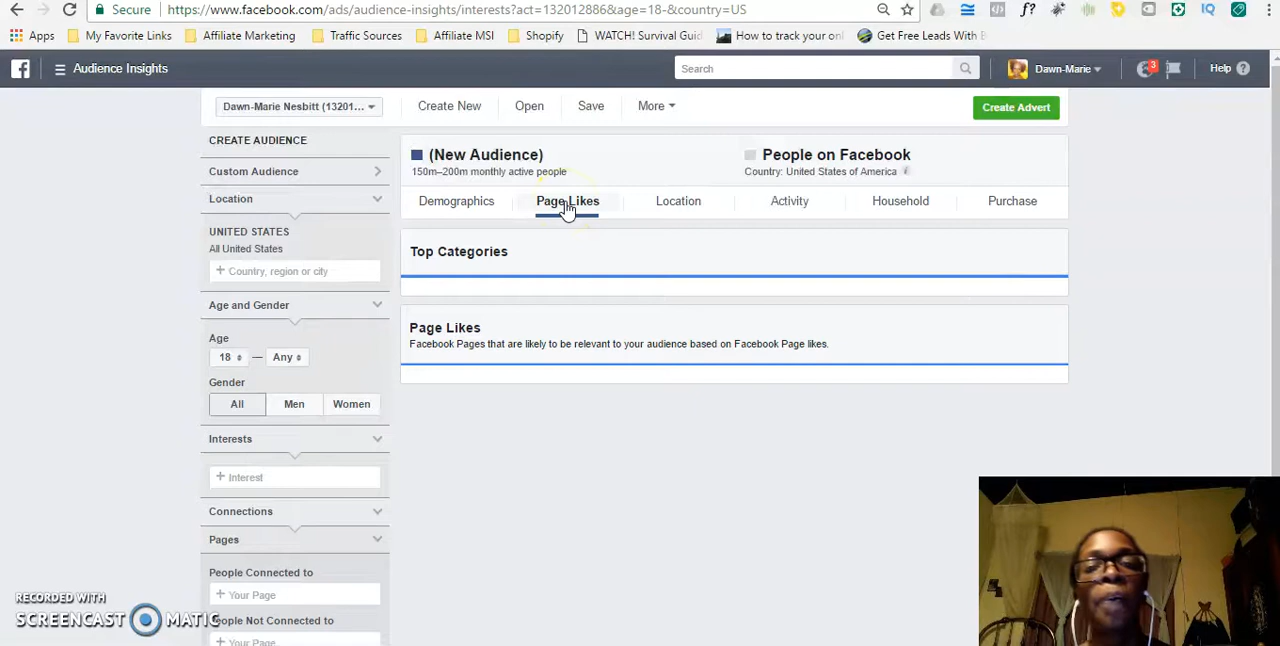 Secure https://www.facebook.com/ads/audience-insights/interests?act=132012886&age=18-&country=US
Apps My Favorite Links Affiliate Marketing Traffic Sources Affiliate MSI Shopify WATCH! Survival Guid How to track your onl Get Free Leads With
f Audience Insights Search Dawn-Marie 3 Help ?
Dawn-Marie Nesbitt (13201... Create New Open Save More Create Advert
CREATE AUDIENCE
Custom Audience
Location
UNITED STATES
All United States
+ Country, region or city
Age and Gender
Age
18 — Any
Gender
All Men Women
Interests
+ Interest
Connections
Pages
People Connected to
+ Your Page
People Not Connected to
+ Your Page
(New Audience)
150m–200m monthly active people
People on Facebook
Country: United States of America
Demographics Page Likes Location Activity Household Purchase
Top Categories
Page Likes
Facebook Pages that are likely to be relevant to your audience based on Facebook Page likes.
RECORDED WITH
SCREENCAST MATIC